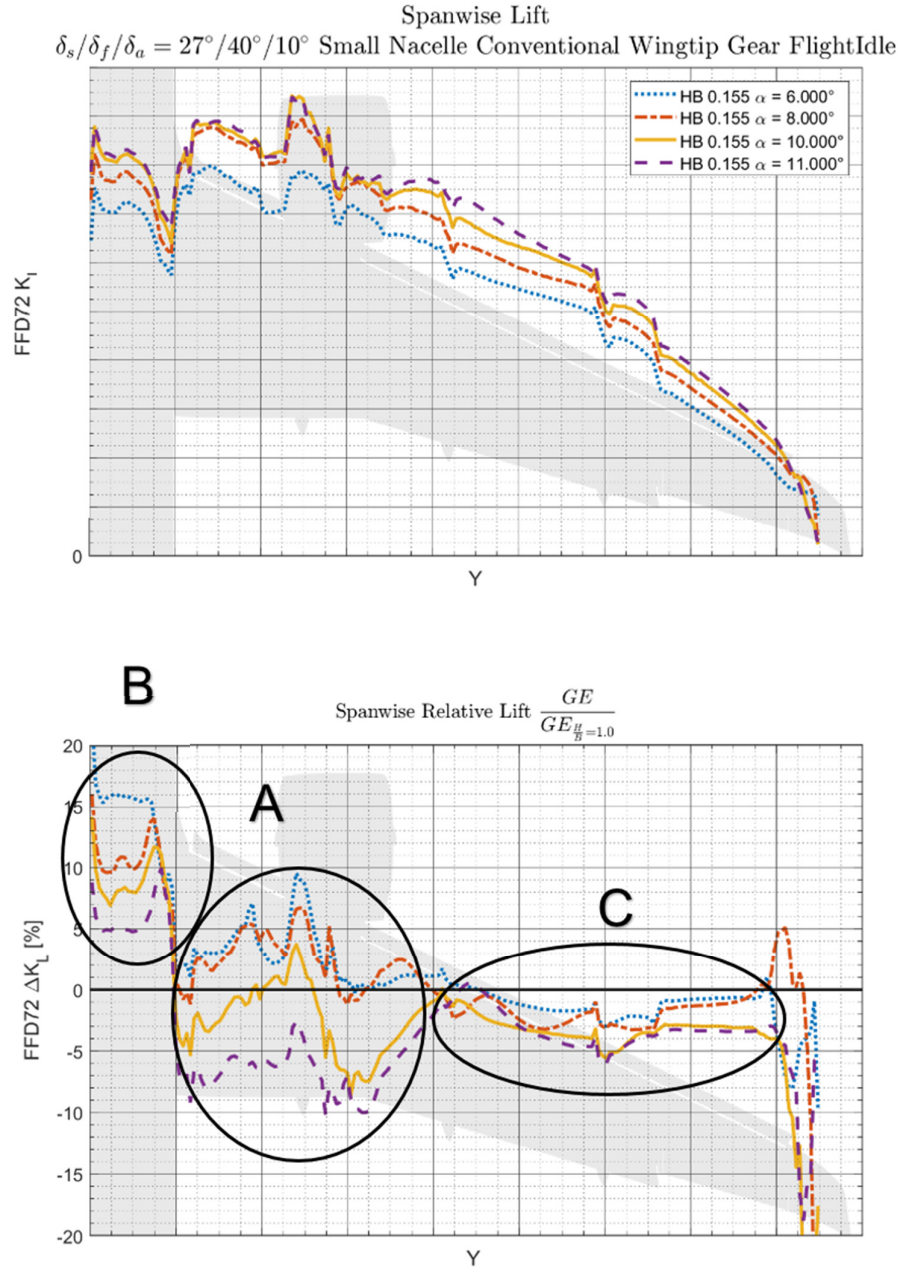 Spanwise Lift
δs/δf/δa = 27°/40°/10° Small Nacelle Conventional Wingtip Gear FlightIdle
HB 0.155 α = 6.000°
HB 0.155 α = 8.000°
HB 0.155 α = 10.000°
HB 0.155 α = 11.000°
FFD72 Kl
0
Y
B
Spanwise Relative Lift GE / GE H/B=1.0
A
C
20
15
10
5
0
-5
-10
-15
-20
FFD72 ΔKL [%]
Y